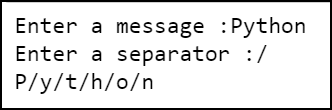 Enter a message :Python
Enter a separator :/
P/y/t/h/o/n